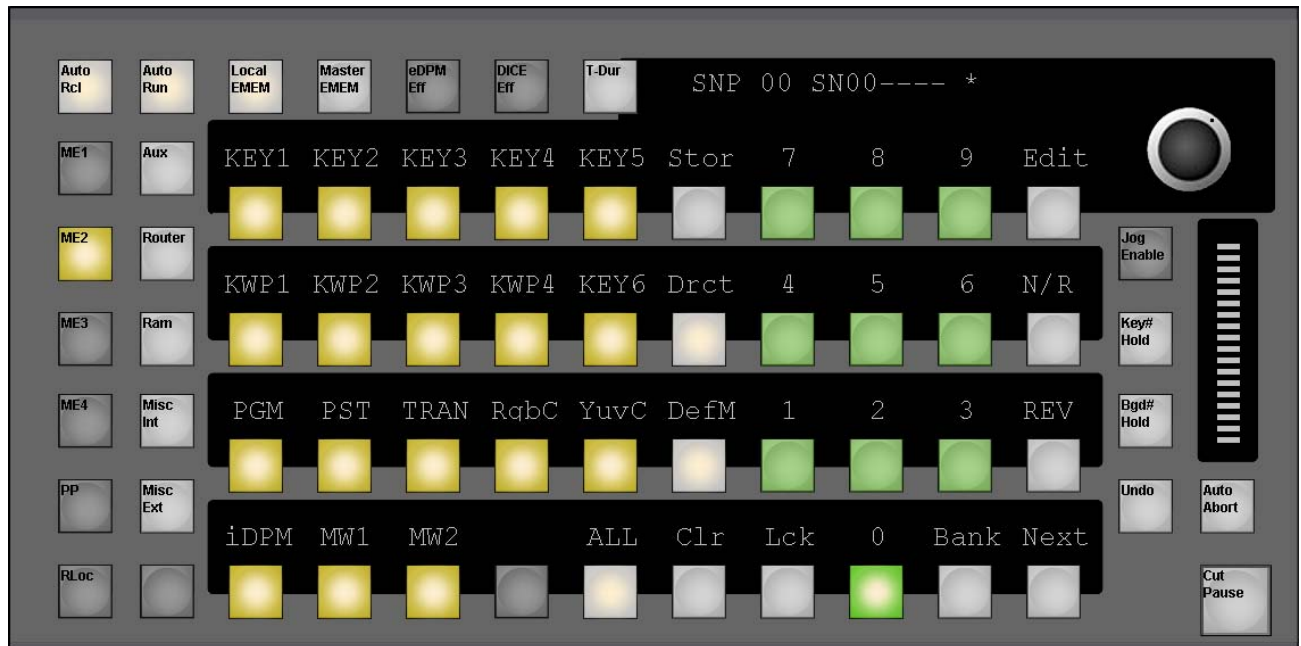 Auto Rcl Auto Run Local EMEM Master EMEM eDPM Eff DICE Eff T-Dur SNP 00 SN00---- *
ME1 Aux KEY1 KEY2 KEY3 KEY4 KEY5 Stor 7 8 9 Edit
ME2 Router Jog Enable
KWP1 KWP2 KWP3 KWP4 KEY6 Drct 4 5 6 N/R
ME3 Ram Key# Hold
ME4 Misc Int PGM PST TRAN RqbC YuvC DefM 1 2 3 REV Bgd# Hold
PP Misc Ext Undo Auto Abort
iDPM MW1 MW2 ALL Clr Lck 0 Bank Next
RLoc Cut Pause